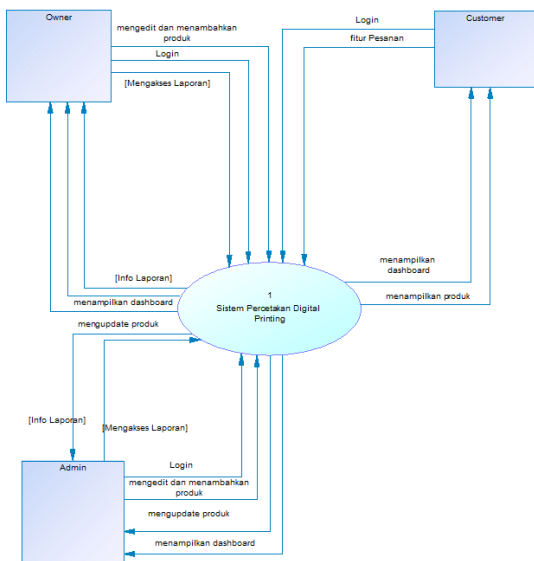 Owner
mengedit dan menambahkan
produk
Login
[Mengakses Laporan]
Login
fitur Pesanan
Customer
[Info Laporan]
menampilkan dashboard
mengupdate produk
1
Sistem Percetakan Digital
Printing
menampilkan
dashboard
menampilkan produk
[Info Laporan]
[Mengakses Laporan]
Admin
Login
mengedit dan menambahkan
produk
mengupdate produk
menampilkan dashboard